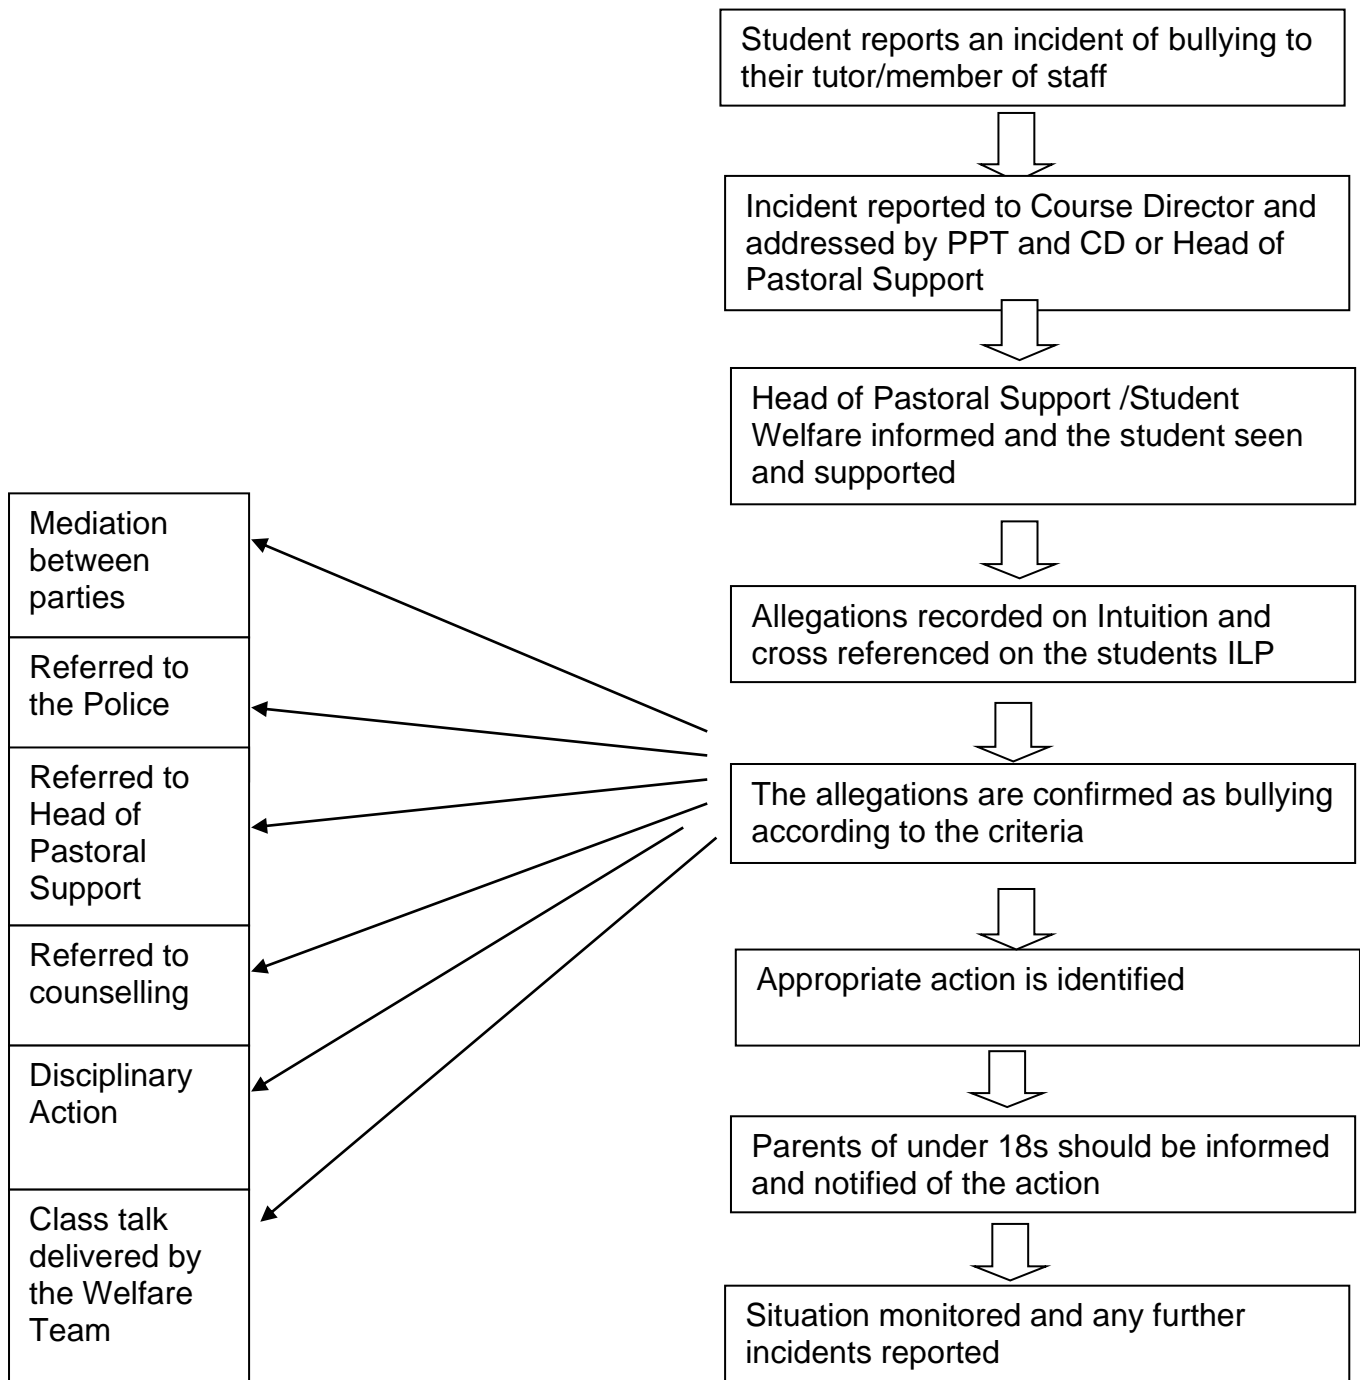 Student reports an incident of bullying to
their tutor/member of staff
Incident reported to Course Director and
addressed by PPT and CD or Head of
Pastoral Support
Head of Pastoral Support /Student
Welfare informed and the student seen
and supported
Allegations recorded on Intuition and
cross referenced on the students ILP
The allegations are confirmed as bullying
according to the criteria
Mediation
between
parties
Referred to
the Police
Referred to
Head of
Pastoral
Support
Referred to
counselling
Disciplinary
Action
Class talk
delivered by
the Welfare
Team
Appropriate action is identified
Parents of under 18s should be informed
and notified of the action
Situation monitored and any further
incidents reported